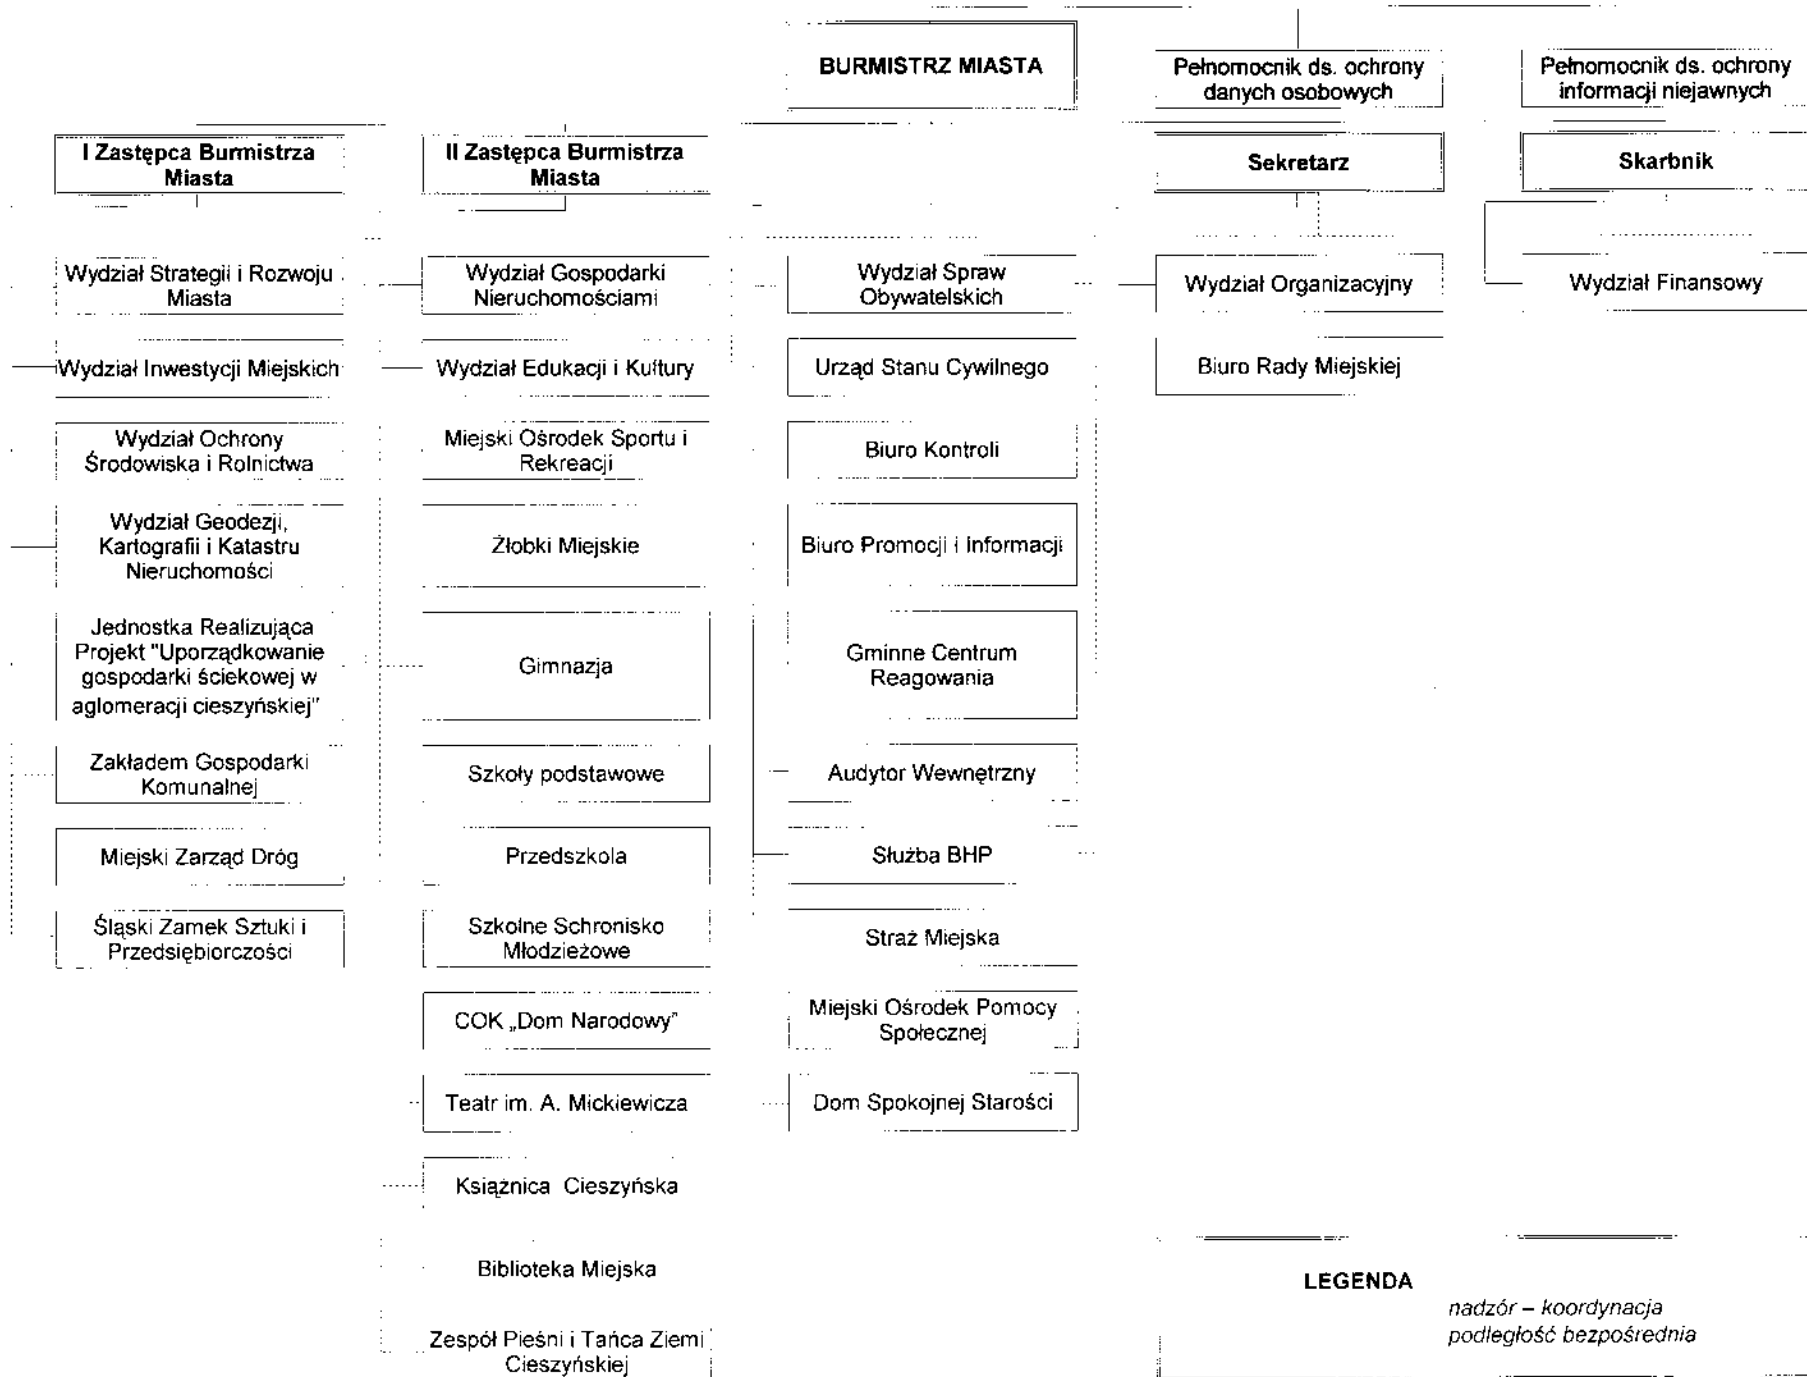 BURMISTRZ MIASTA
Pełnomocnik ds. ochrony
danych osobowych
Pełnomocnik ds. ochrony
informacji niejawnych
I Zastępca Burmistrza
Miasta
II Zastępca Burmistrza
Miasta
Sekretarz
Skarbnik
Wydział Strategii i Rozwoju
Miasta
Wydział Inwestycji Miejskich
Wydział Ochrony
Środowiska i Rolnictwa
Wydział Geodezji,
Kartografii i Katastru
Nieruchomości
Jednostka Realizująca
Projekt "Uporządkowanie
gospodarki ściekowej w
aglomeracji cieszyńskiej"
Zakładem Gospodarki
Komunalnej
Miejski Zarząd Dróg
Śląski Zamek Sztuki i
Przedsiębiorczości
Wydział Gospodarki
Nieruchomościami
Wydział Edukacji i Kultury
Miejski Ośrodek Sportu i
Rekreacji
Żłobki Miejskie
Gimnazja
Szkoły podstawowe
Przedszkola
Szkolne Schronisko
Młodzieżowe
COK „Dom Narodowy”
Teatr im. A. Mickiewicza
Książnica Cieszyńska
Biblioteka Miejska
Zespół Pieśni i Tańca Ziemi
Cieszyńskiej
Wydział Spraw
Obywatelskich
Urząd Stanu Cywilnego
Biuro Kontroli
Biuro Promocji i Informacji
Gminne Centrum
Reagowania
Audytor Wewnętrzny
Służba BHP
Straż Miejska
Miejski Ośrodek Pomocy
Społecznej
Dom Spokojnej Starości
Wydział Organizacyjny
Biuro Rady Miejskiej
Wydział Finansowy
LEGENDA
nadzór – koordynacja
podległość bezpośrednia